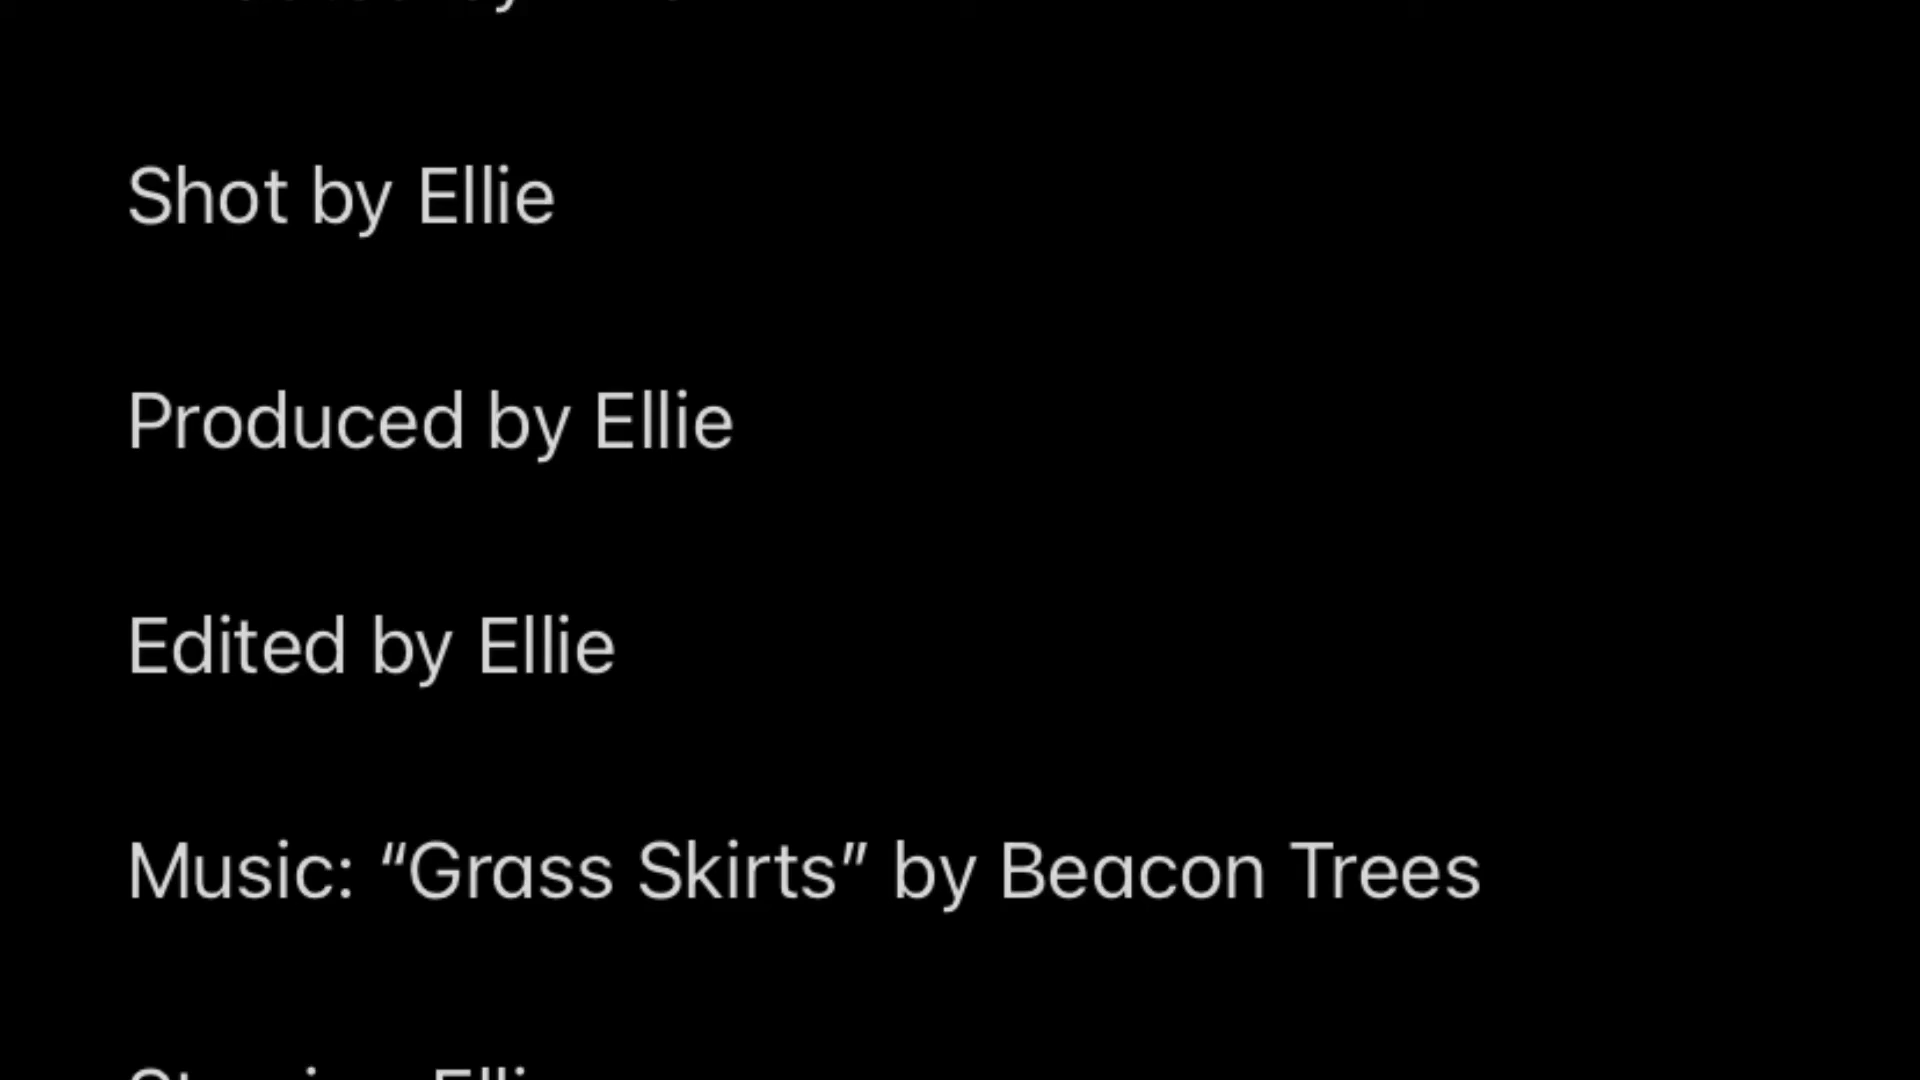 Shot by Ellie
Produced by Ellie
Edited by Ellie
Music: “Grass Skirts” by Beacon Trees